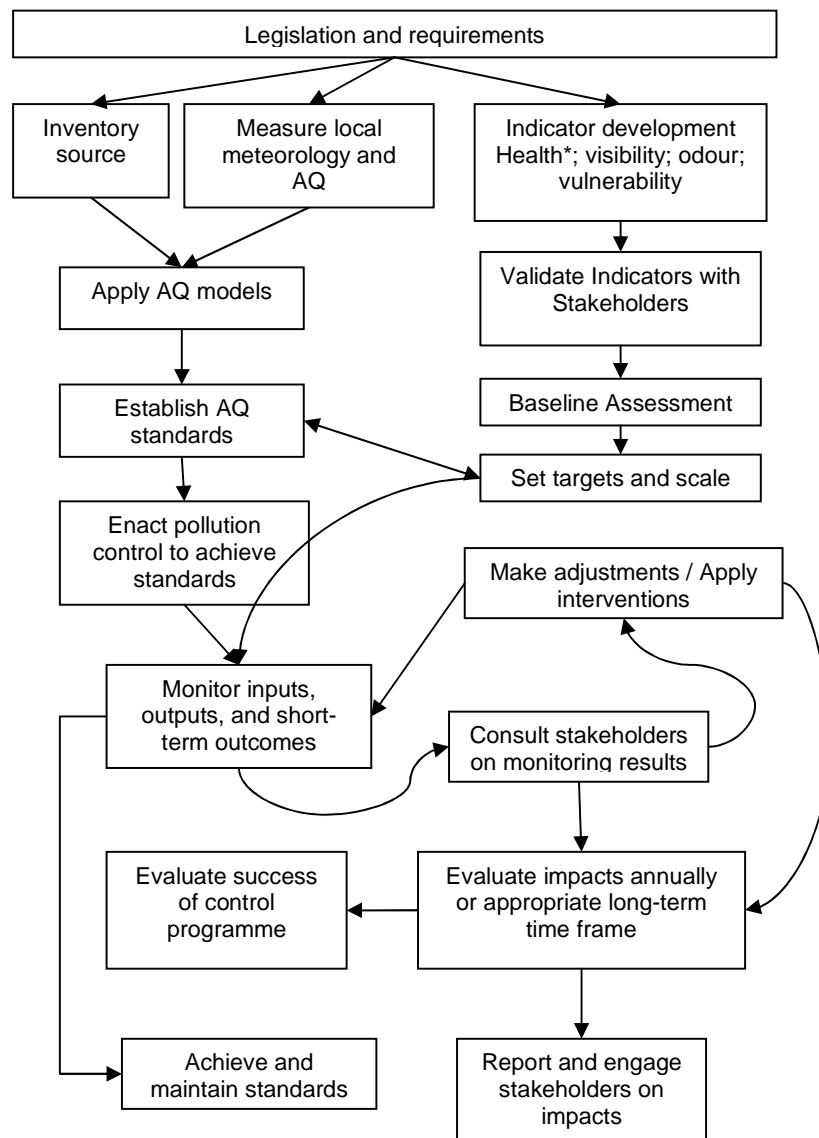 Legislation and requirements
Inventory
source
Measure local
meteorology and
AQ
Indicator development
Health*; visibility; odour;
vulnerability
Apply AQ models
Validate Indicators with
Stakeholders
Establish AQ
standards
Baseline Assessment
Set targets and scale
Enact pollution
control to achieve
standards
Make adjustments / Apply
interventions
Monitor inputs,
outputs, and short-
term outcomes
Consult stakeholders
on monitoring results
Evaluate success
of control
programme
Evaluate impacts annually
or appropriate long-term
time frame
Achieve and
maintain standards
Report and engage
stakeholders on
impacts